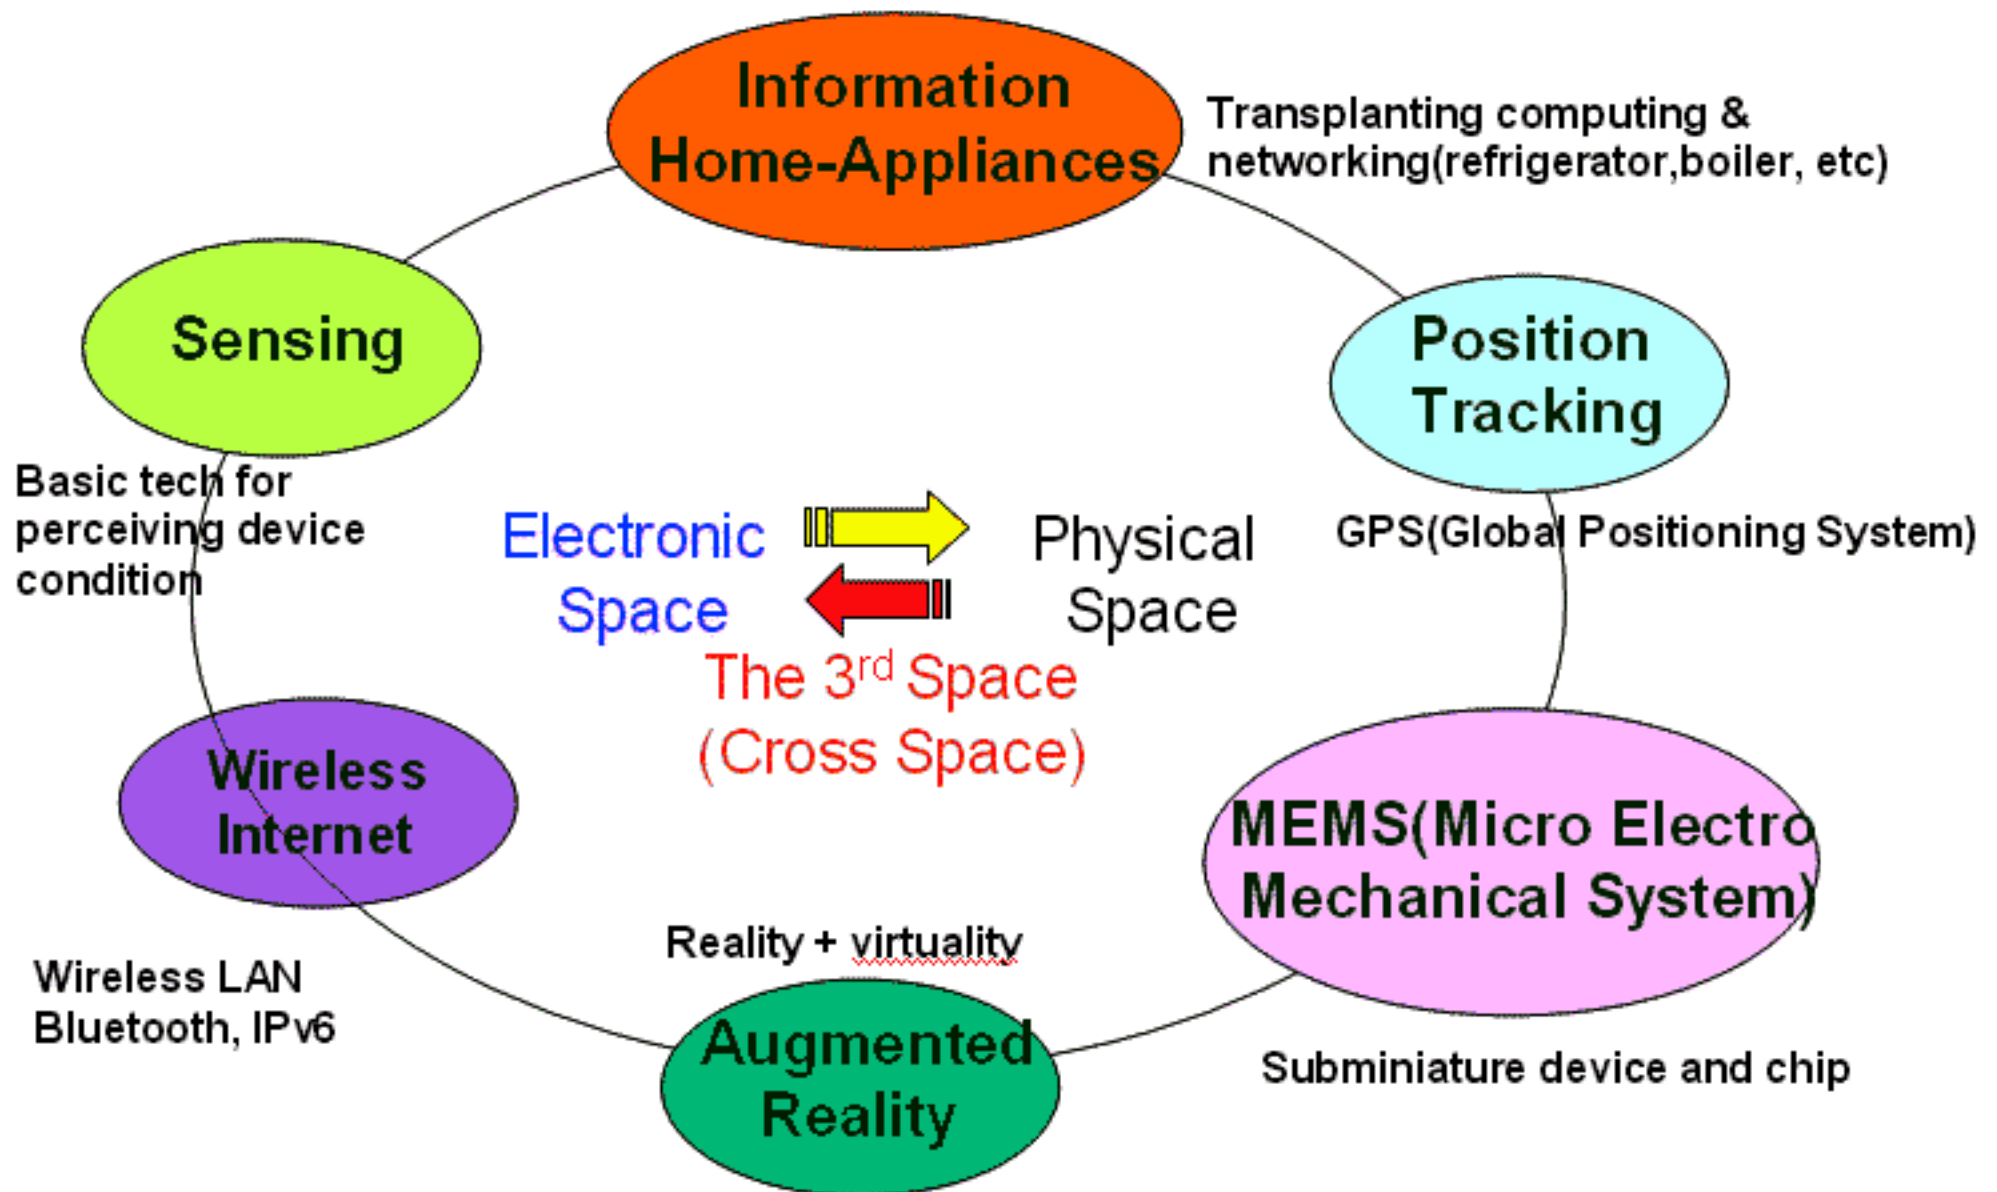 Information
Home-Appliances
Transplanting computing &
networking(refrigerator,boiler, etc)
Sensing
Basic tech for
perceiving device
condition
Position
Tracking
GPS(Global Positioning System)
Electronic
Space
Physical
Space
The 3rd Space
(Cross Space)
Wireless
Internet
Wireless LAN
Bluetooth, IPv6
MEMS(Micro Electro
Mechanical System)
Subminiature device and chip
Reality + virtuality
Augmented
Reality